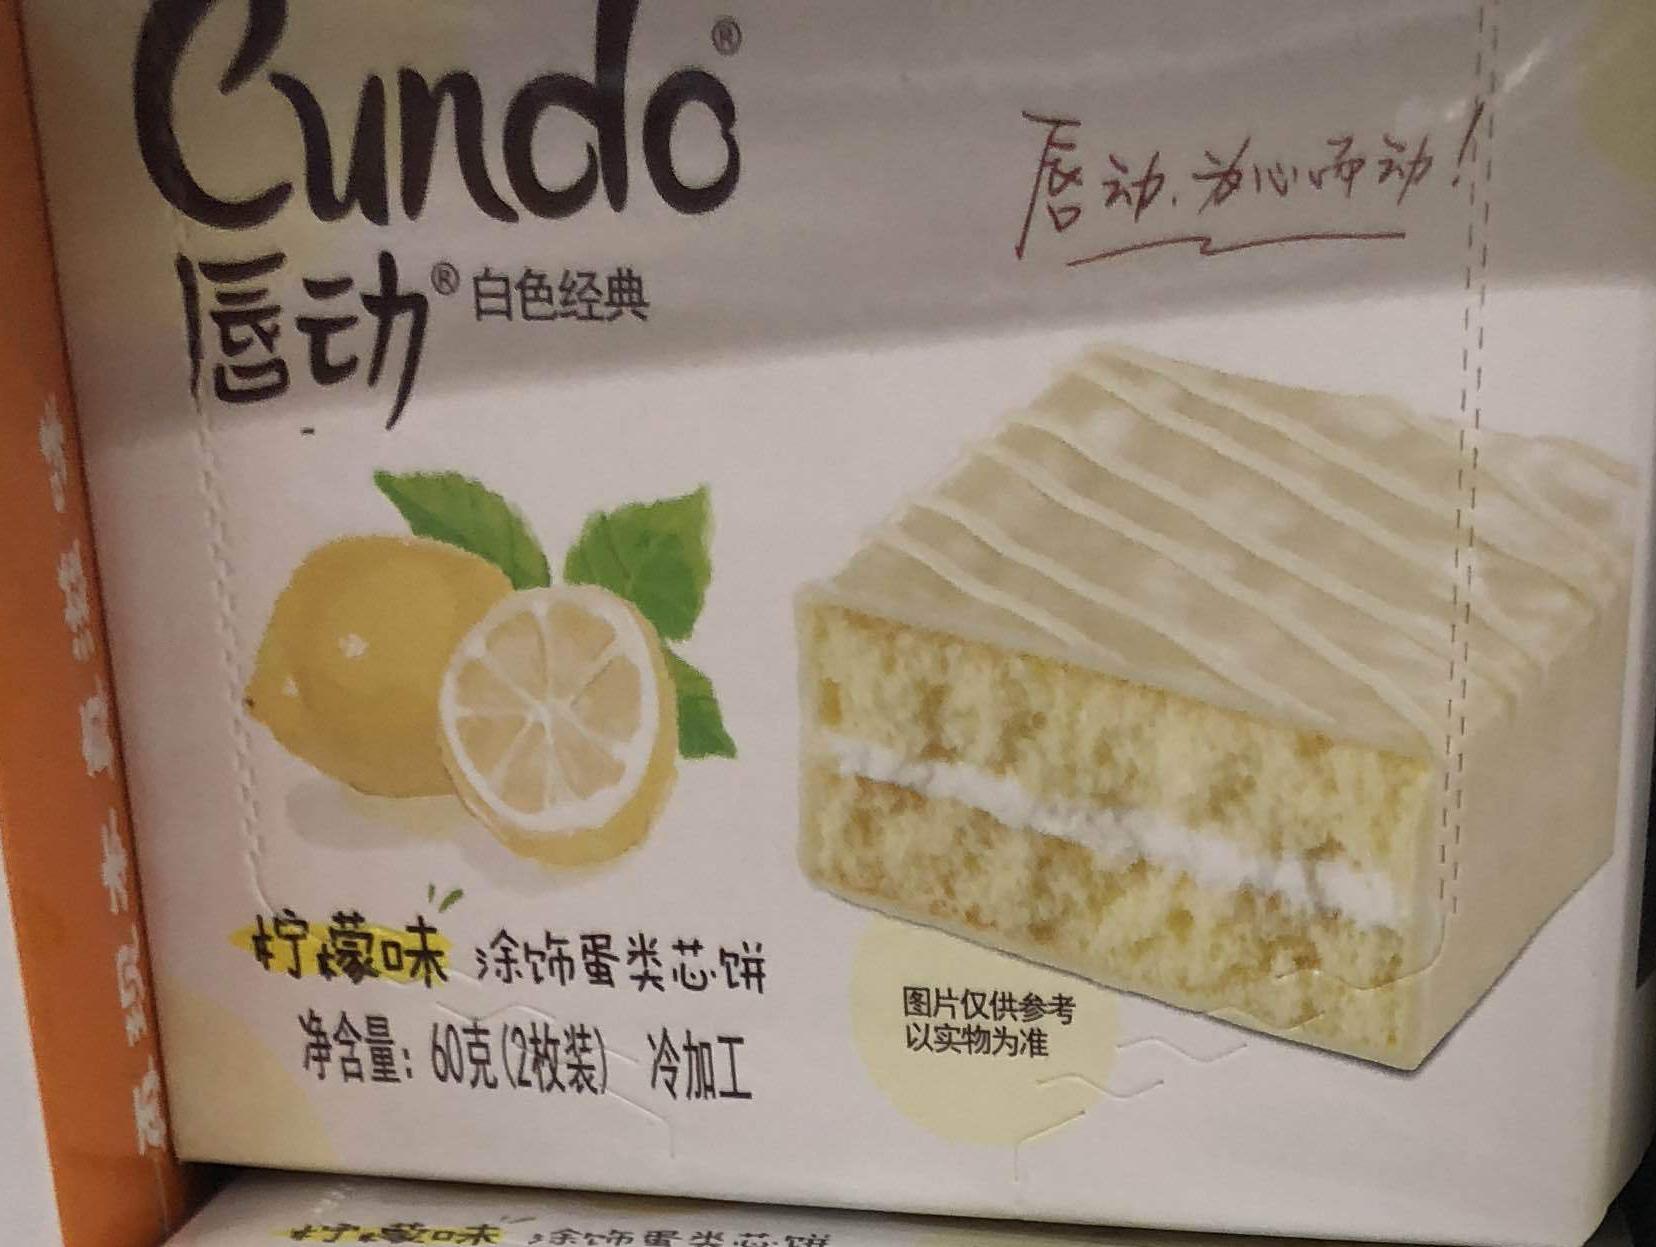 Cundo®
唇动® 白色经典
唇动,为心而动!
柠檬味 涂饰蛋类芯饼
净含量：60克(2枚装) 冷加工
图片仅供参考
以实物为准
柠檬味 涂饰蛋类芯饼